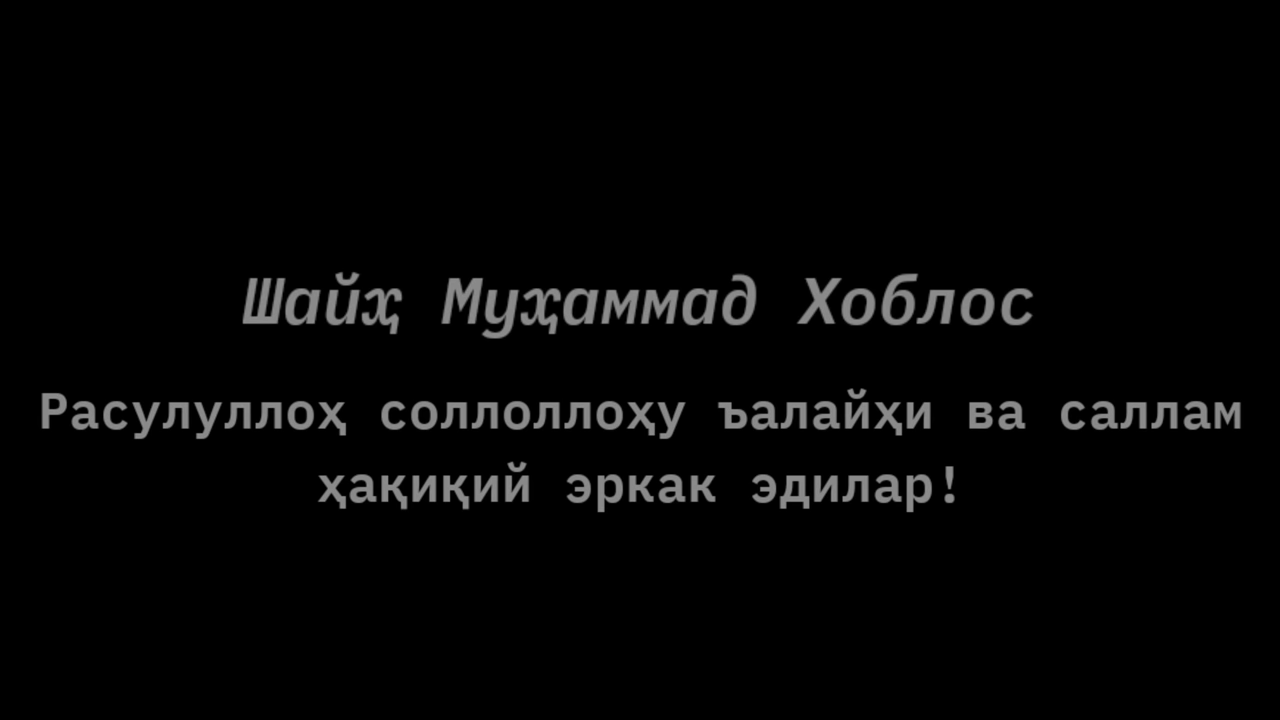 Шайҳ Муҳаммад Хоблос
Расулуллоҳ соллоллоҳу ъалайҳи ва саллам
ҳақиқий эркак эдилар!